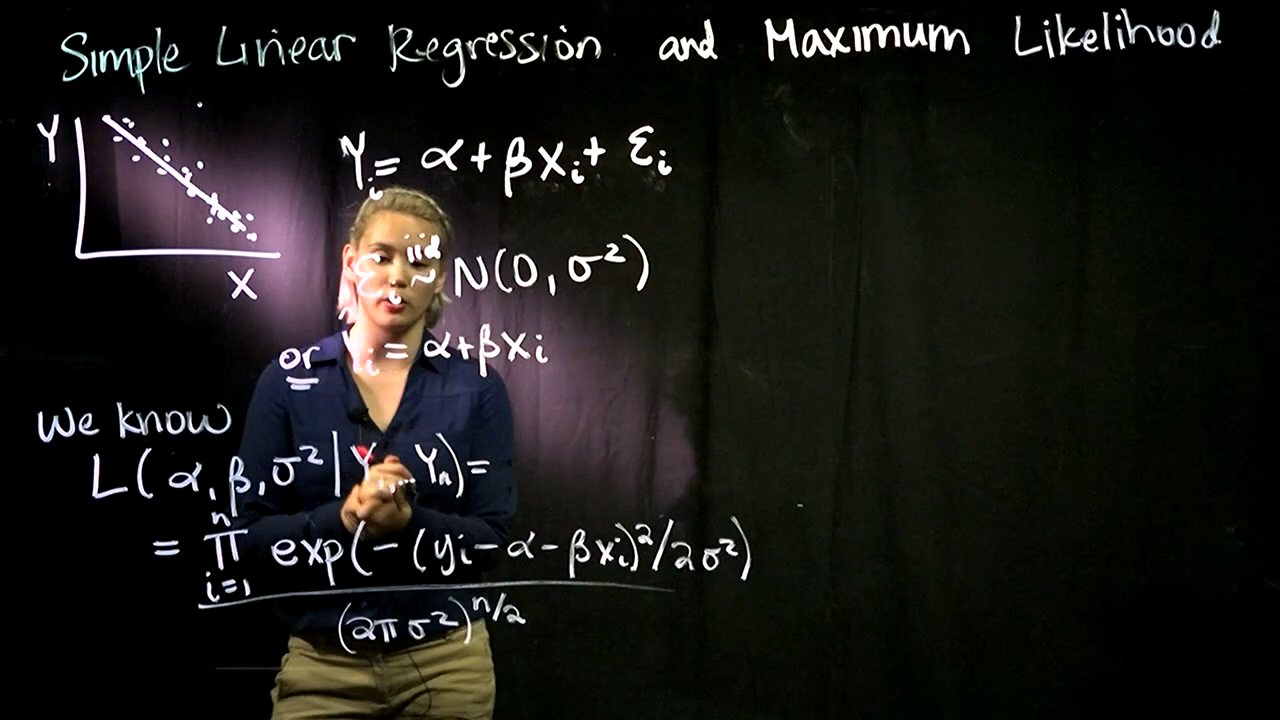 Simple Linear Regression and Maximum Likelihood
Y
X
Yᵢ = α + βxᵢ + εᵢ
εᵢ iid ~ N(0, σ²)
or Yᵢ = α+βxᵢ
We know
L(α, β, σ² | Y₁,... Yₙ) =
= n π i=1 exp(-(yi - α - βxi)²/2σ²)
(2πσ²)^n/2